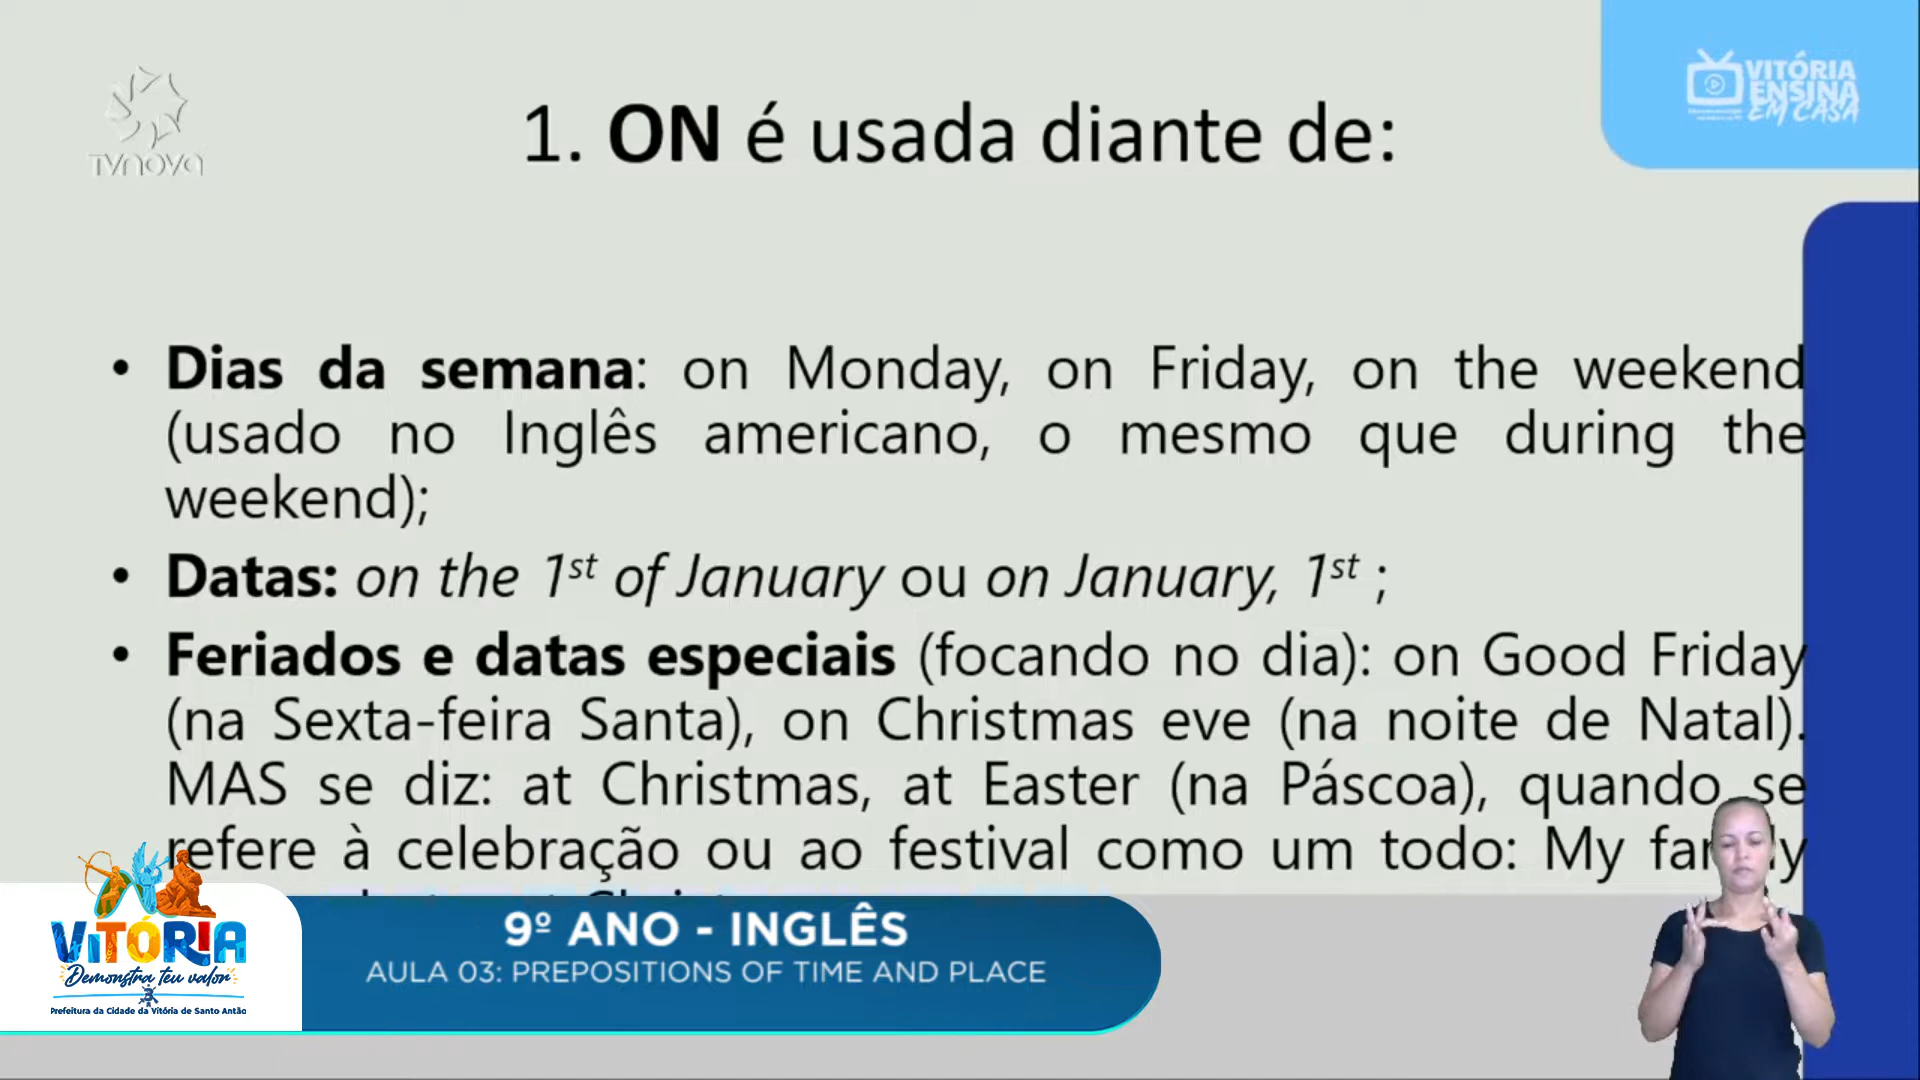 TVNOVA
VITÓRIA
ENSINA
EM CASA
1. ON é usada diante de:
• Dias da semana: on Monday, on Friday, on the weekend
(usado no Inglês americano, o mesmo que during the
weekend);
• Datas: on the 1st of January ou on January, 1st ;
• Feriados e datas especiais (focando no dia): on Good Friday
(na Sexta-feira Santa), on Christmas eve (na noite de Natal).
MAS se diz: at Christmas, at Easter (na Páscoa), quando se
refere à celebração ou ao festival como um todo: My
VITÓRIA
Demonstra teu valor
Prefeitura da Cidade da Vitória de Santo Antão
9º ANO - INGLÊS
AULA 03: PREPOSITIONS OF TIME AND PLACE